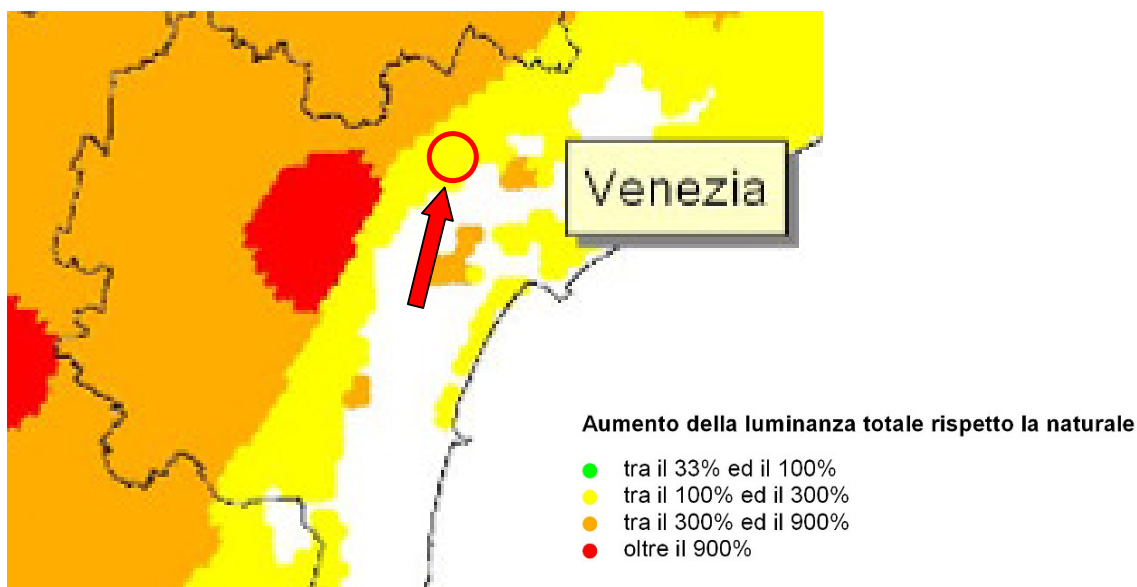 Venezia
Aumento della luminanza totale rispetto la naturale
tra il 33% ed il 100%
tra il 100% ed il 300%
tra il 300% ed il 900%
oltre il 900%